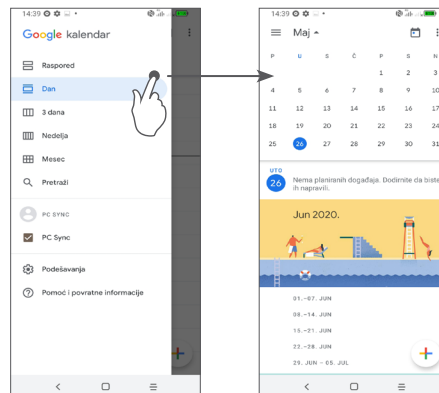 14:39
Google kalendar
Raspored
Dan
3 dana
Nedelja
Mesec
Pretraži
PC SYNC
PC Sync
Podešavanja
Pomoć i povratne informacije
14:39
Maj
P U S Č P S N
1 2 3
4 5 6 7 8 9 10
11 12 13 14 15 16 17
18 19 20 21 22 23 24
25 26 27 28 29 30 31
UTO
26
Nema planiranih događaja. Dodirnite da biste
ih napravili.
Jun 2020.
01.–07. JUN
08.–14. JUN
15.–21. JUN
22.–28. JUN
29. JUN – 05. JUL